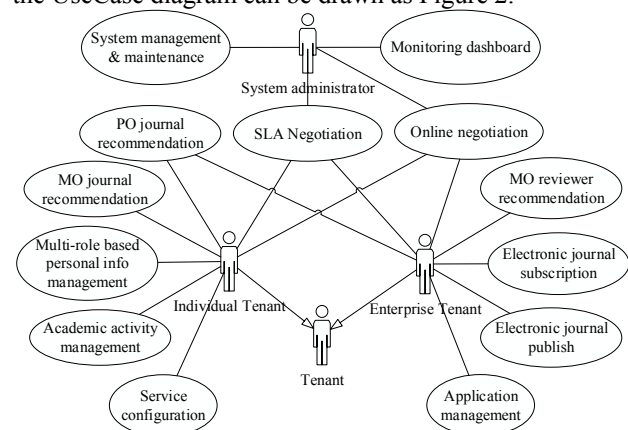 the UseCase diagram can be drawn as Figure 2.
System management
& maintenance
Monitoring dashboard
System administrator
PO journal
recommendation
SLA Negotiation
Online negotiation
MO journal
recommendation
MO reviewer
recommendation
Multi-role based
personal info
management
Electronic journal
subscription
Individual Tenant
Enterprise Tenant
Academic activity
management
Electronic journal
publish
Tenant
Service
configuration
Application
management